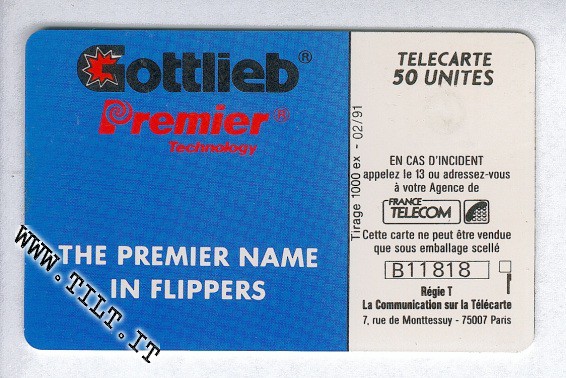 Gottlieb®
Premier®
Technology
THE PREMIER NAME
IN FLIPPERS
Tirage 1000 ex - 02/91
TELECARTE
50 UNITES
EN CAS D'INCIDENT
appelez le 13 ou adressez-vous
à votre Agence de
FRANCE
TELECOM
Cette carte ne peut être vendue
que sous emballage scellé
B11818
Régie T
La Communication sur la Télécarte
7, rue de Monttessuy - 75007 Paris
WWW.TILT.IT